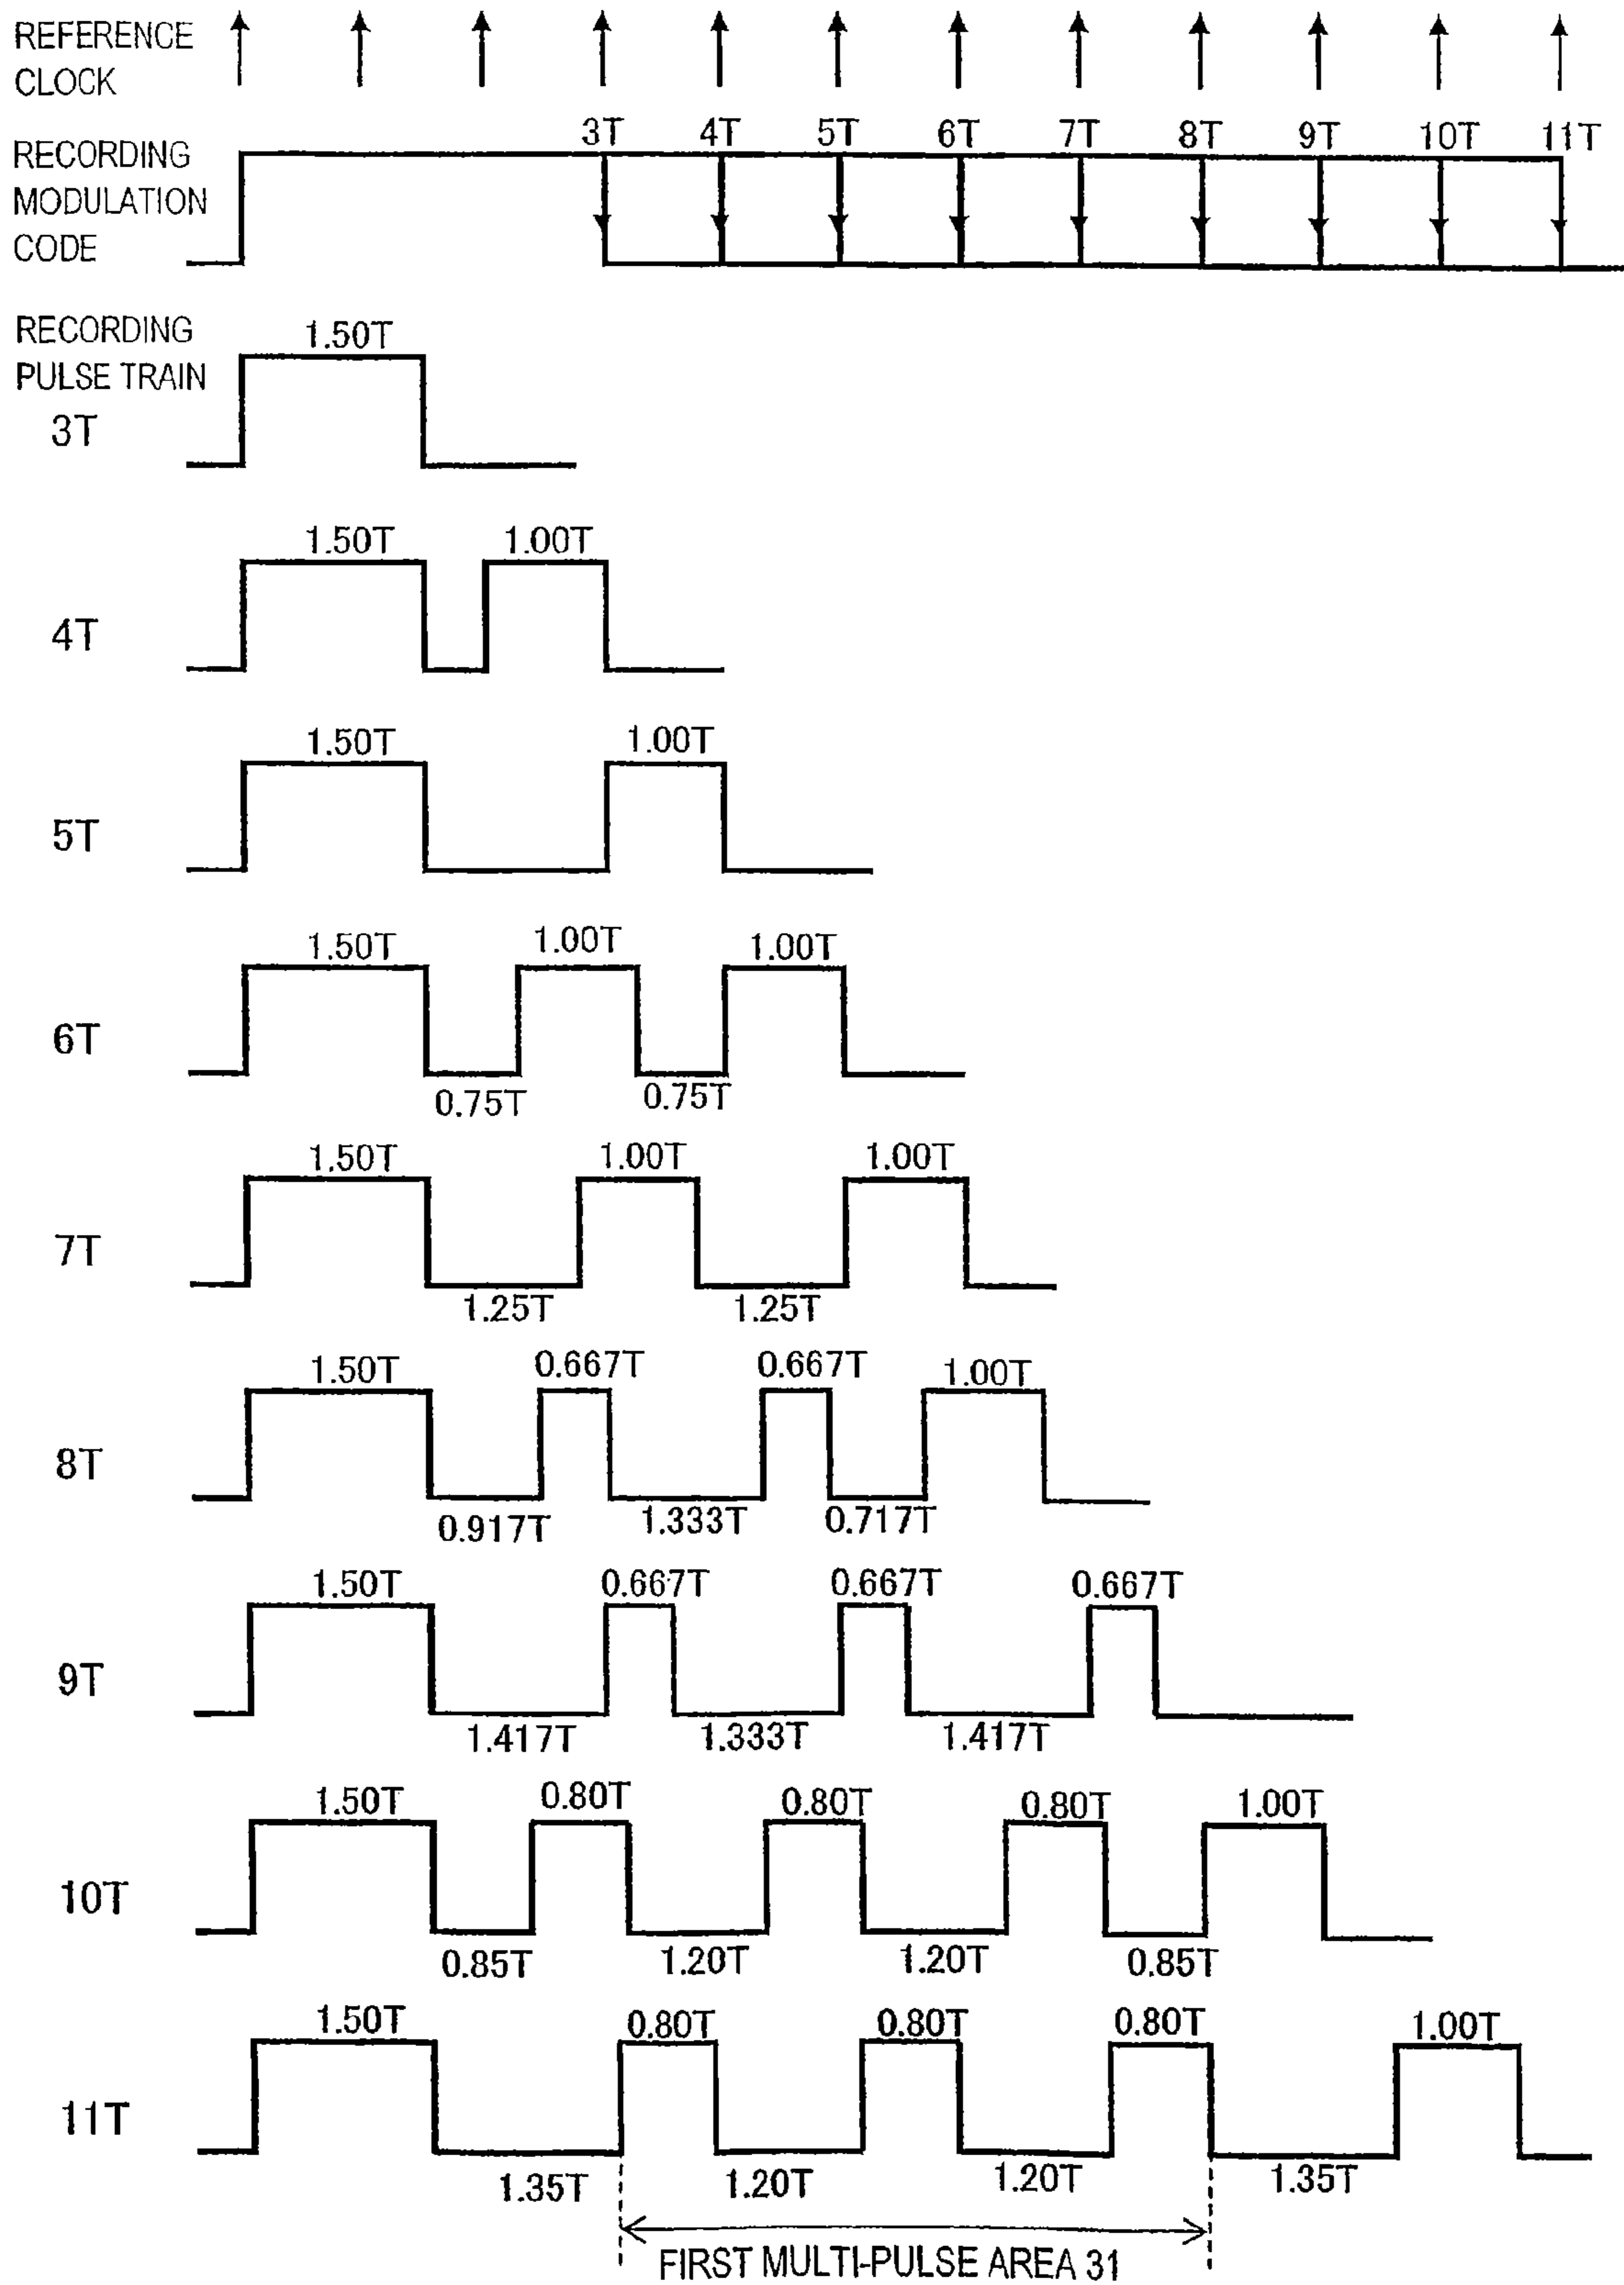 REFERENCE
CLOCK
3T 4T 5T 6T 7T 8T 9T 10T 11T
RECORDING
MODULATION
CODE
RECORDING
PULSE TRAIN
1.50T
3T
1.50T 1.00T
4T
1.50T 1.00T
5T
1.50T 1.00T 1.00T
6T
0.75T 0.75T
1.50T 1.00T 1.00T
7T
1.25T 1.25T
1.50T 0.667T 0.667T 1.00T
8T
0.917T 1.333T 0.717T
1.50T 0.667T 0.667T 0.667T
9T
1.417T 1.333T 1.417T
1.50T 0.80T 0.80T 0.80T 1.00T
10T
0.85T 1.20T 1.20T 0.85T
1.50T 0.80T 0.80T 0.80T 1.00T
11T
1.35T 1.20T 1.20T 1.35T
FIRST MULTI-PULSE AREA 31